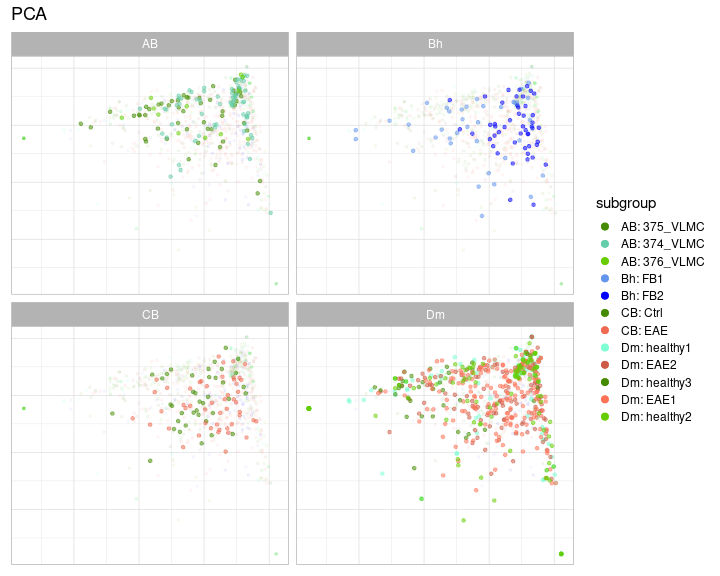 PCA
AB
Bh
CB
Dm
subgroup
AB: 375_VLMC
AB: 374_VLMC
AB: 376_VLMC
Bh: FB1
Bh: FB2
CB: Ctrl
CB: EAE
Dm: healthy1
Dm: EAE2
Dm: healthy3
Dm: EAE1
Dm: healthy2